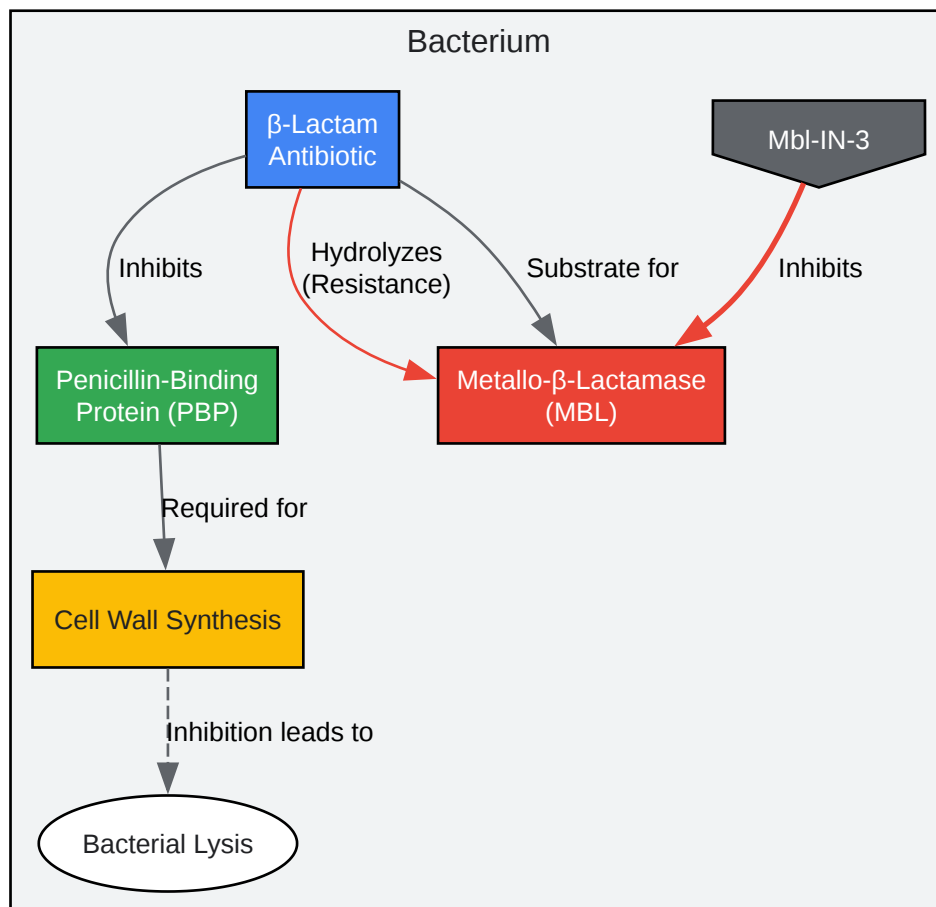 Bacterium
β-Lactam
Antibiotic
Mbl-IN-3
Inhibits
Hydrolyzes
(Resistance)
Substrate for
Inhibits
Penicillin-Binding
Protein (PBP)
Metallo-β-Lactamase
(MBL)
Required for
Cell Wall Synthesis
Inhibition leads to
Bacterial Lysis